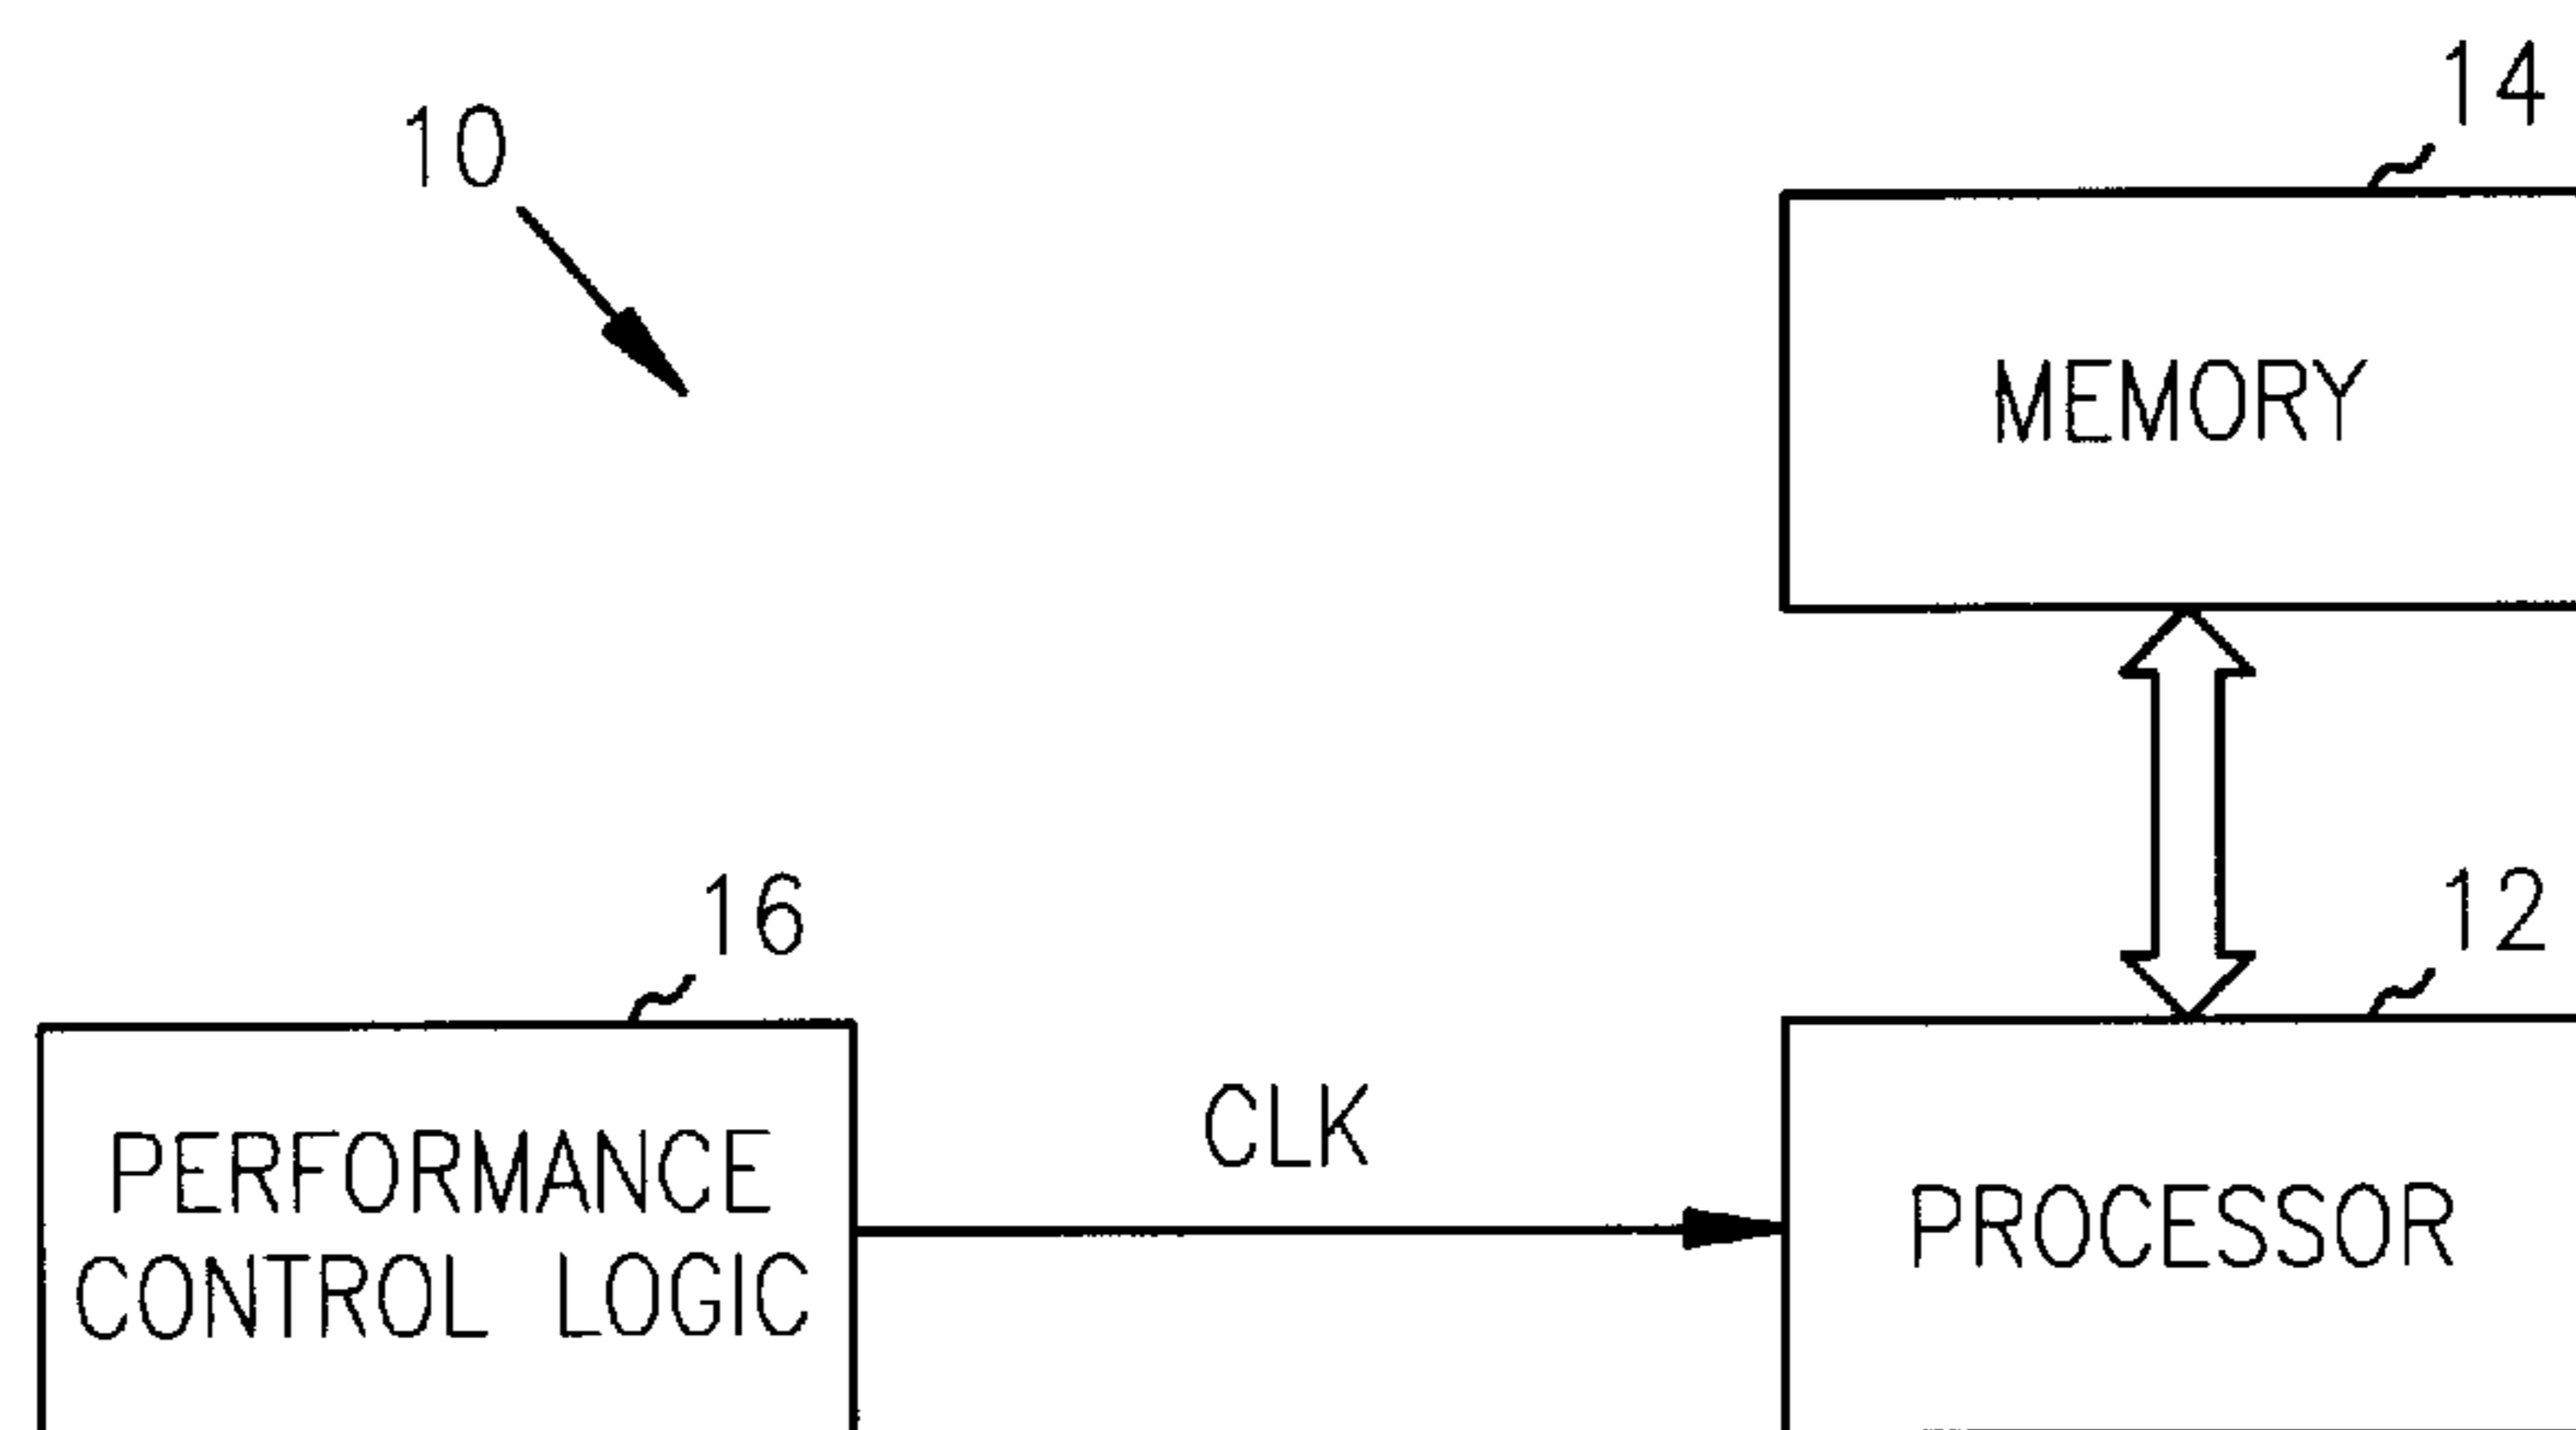 14
10
MEMORY
16
12
CLK
PERFORMANCE
CONTROL LOGIC
PROCESSOR